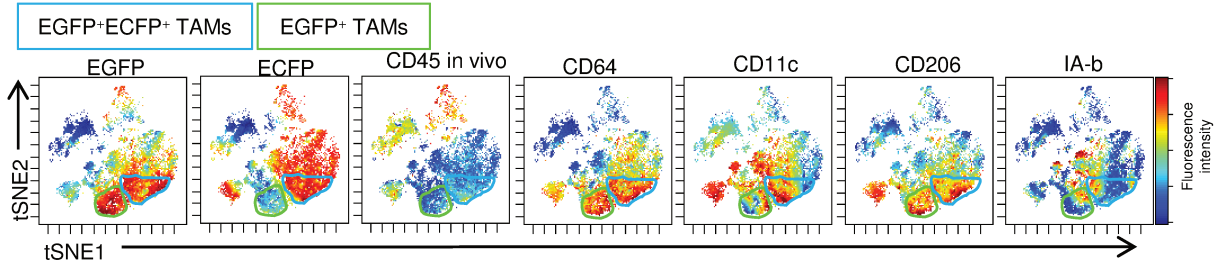 EGFP⁺ECFP⁺ TAMs
EGFP⁺ TAMs
EGFP
ECFP
CD45 in vivo
CD64
CD11c
CD206
IA-b
tSNE2
Fluorescence
intensity
tSNE1